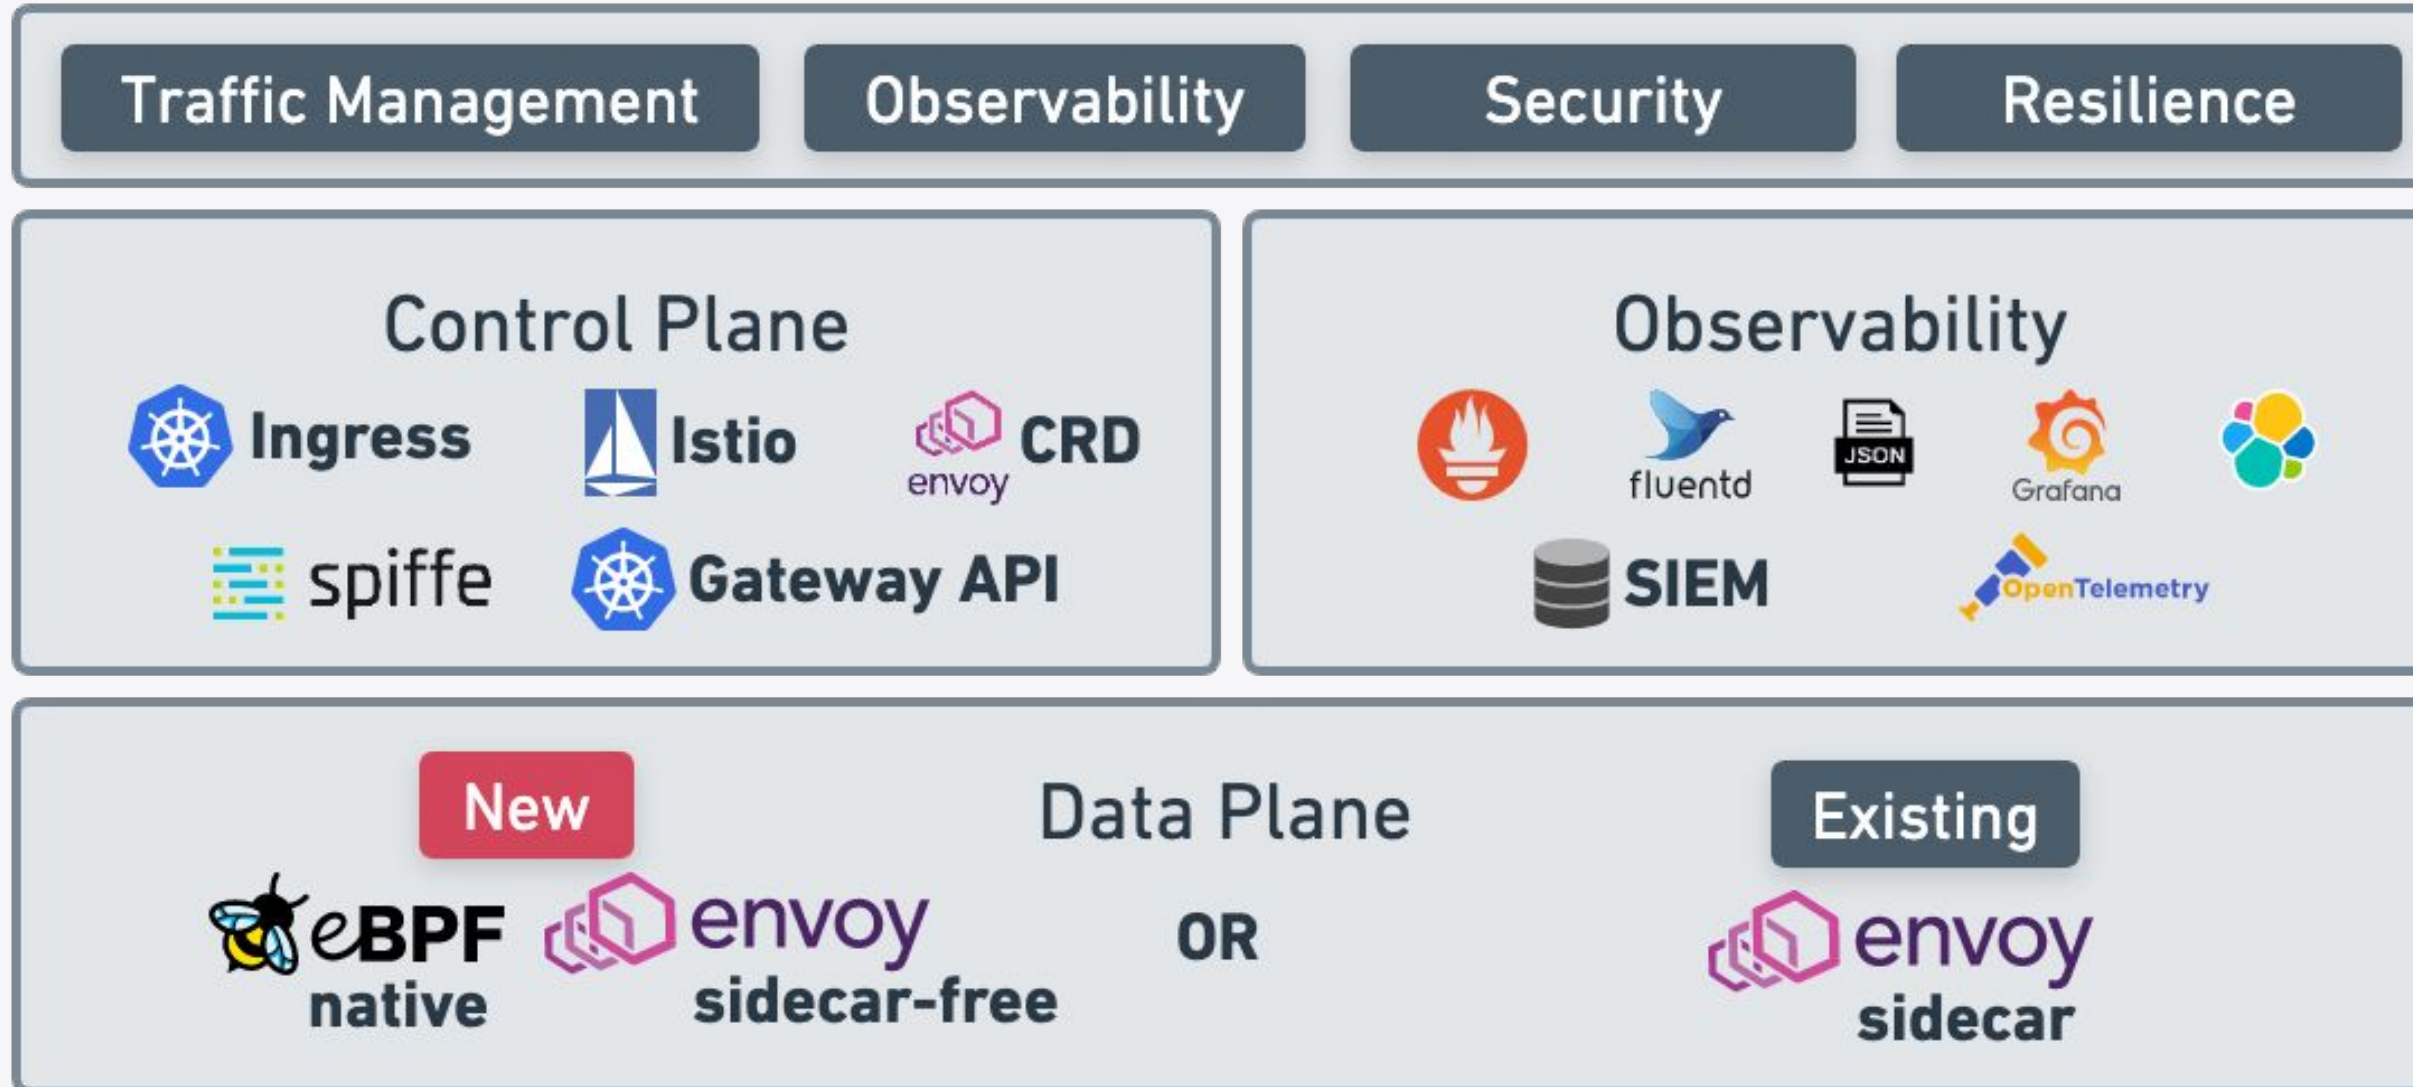 Traffic Management
Observability
Security
Resilience
Control Plane
Ingress
Istio
envoy
CRD
spiffe
Gateway API
Observability
fluentd
JSON
Grafana
SIEM
OpenTelemetry
New
Data Plane
Existing
eBPF
native
envoy
sidecar-free
OR
envoy
sidecar